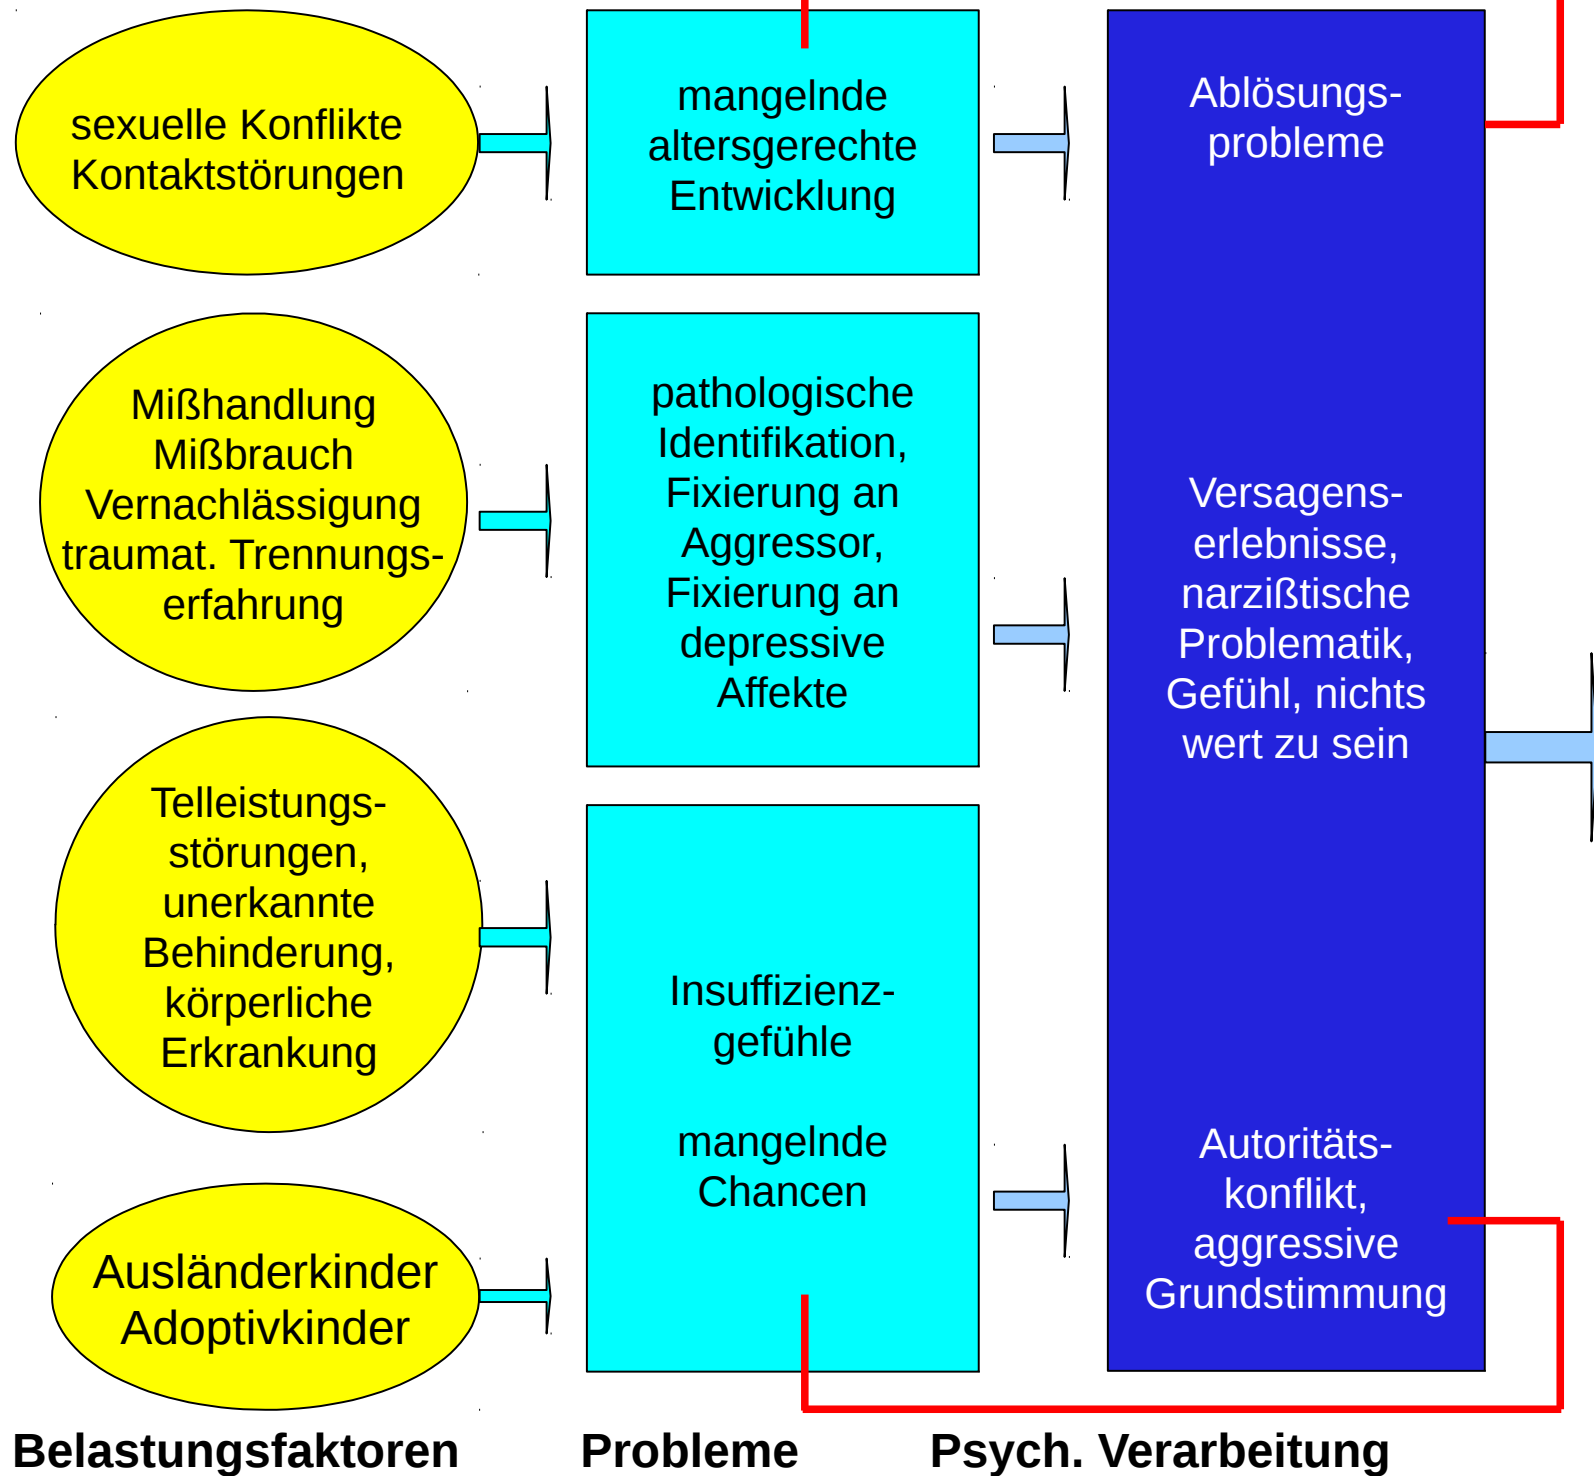 sexuelle Konflikte
Kontaktstörungen
Mißhandlung
Mißbrauch
Vernachlässigung
traumat. Trennungs-
erfahrung
Telleistungs-
störungen,
unerkannte
Behinderung,
körperliche
Erkrankung
Ausländerkinder
Adoptivkinder
Belastungsfaktoren
mangelnde
altersgerechte
Entwicklung
pathologische
Identifikation,
Fixierung an
Aggressor,
Fixierung an
depressive
Affekte
Insuffizienz-
gefühle
mangelnde
Chancen
Probleme
Ablösungs-
probleme
Versagens-
erlebnisse,
narzißtische
Problematik,
Gefühl, nichts
wert zu sein
Autoritäts-
konflikt,
aggressive
Grundstimmung
Psych. Verarbeitung